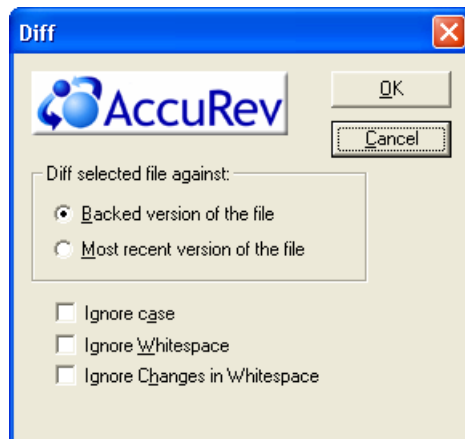 Diff
AccuRev
OK
Cancel
Diff selected file against:
Backed version of the file
Most recent version of the file
Ignore case
Ignore Whitespace
Ignore Changes in Whitespace